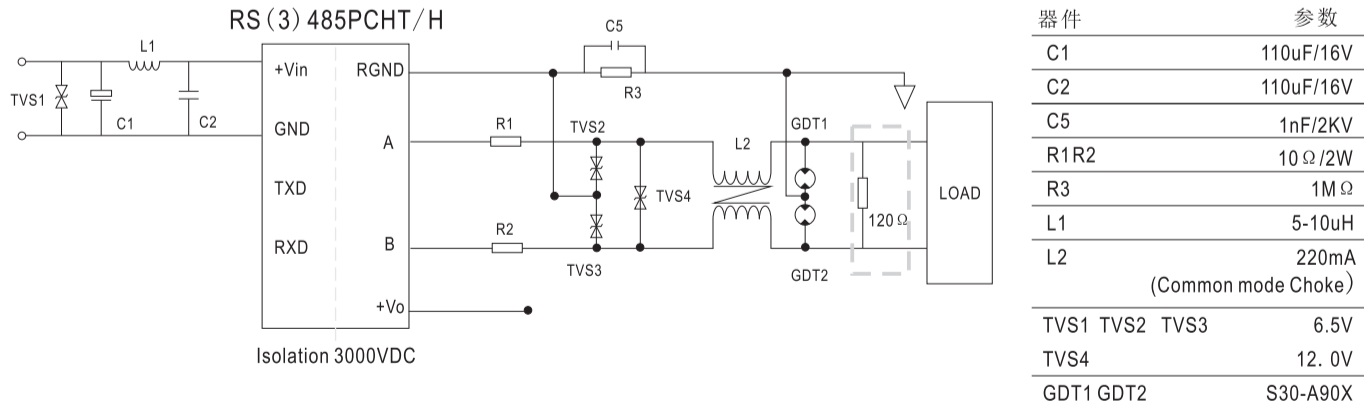 RS(3)485PCHT/H
L1
TVS1
C1
C2
+Vin
GND
TXD
RXD
RGND
A
B
+Vo
Isolation 3000VDC
C5
R3
R1
R2
TVS2
TVS3
TVS4
L2
GDT1
GDT2
120Ω
LOAD
器件 参数
C1 110uF/16V
C2 110uF/16V
C5 1nF/2KV
R1R2 10Ω/2W
R3 1MΩ
L1 5-10uH
L2 220mA
(Common mode Choke)
TVS1 TVS2 TVS3 6.5V
TVS4 12.0V
GDT1 GDT2 S30-A90X